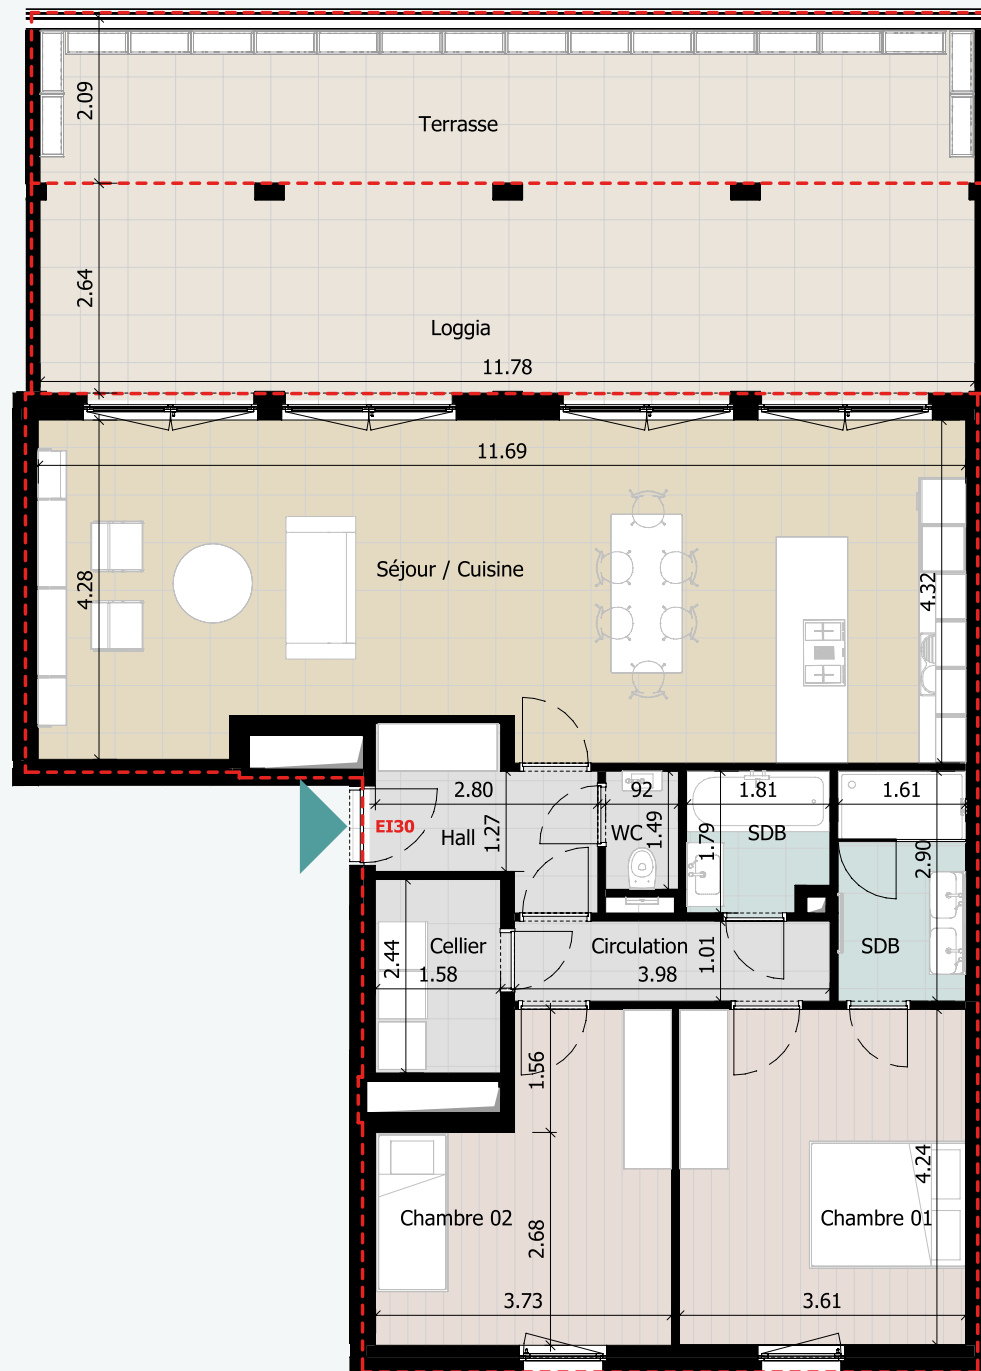 2.09
Terrasse
2.64
Loggia
11.78
11.69
4.28
Séjour / Cuisine
4.32
2.80
92
1.81
1.61
EI30
Hall
1.27
WC
1.49
1.79
SDB
2.90
2.44
Cellier
1.58
Circulation
3.98
1.01
SDB
1.56
4.24
Chambre 02
2.68
Chambre 01
3.73
3.61